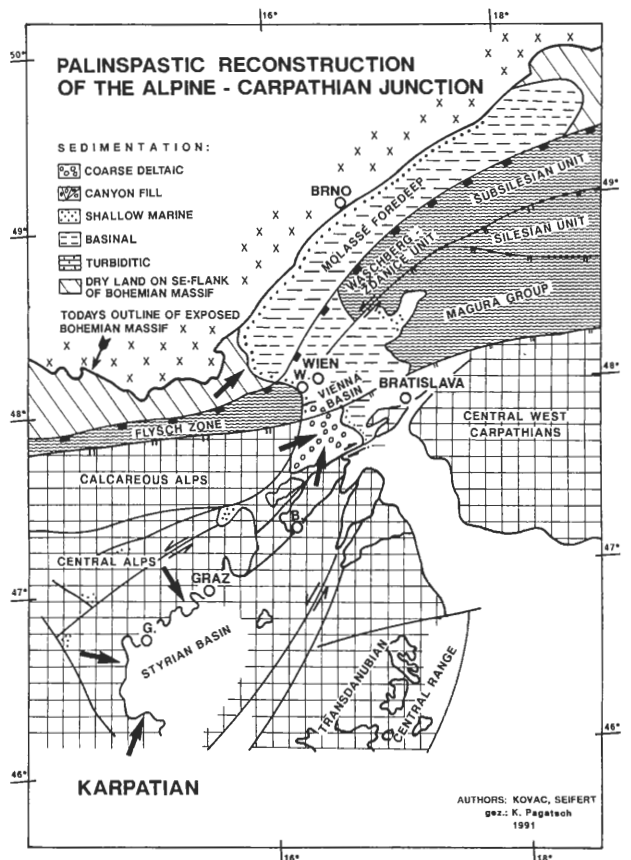 16°
18°
50°
PALINSPASTIC RECONSTRUCTION
OF THE ALPINE - CARPATHIAN JUNCTION
SEDIMENTATION:
COARSE DELTAIC
CANYON FILL
SHALLOW MARINE
BASINAL
TURBIDITIC
DRY LAND ON SE-FLANK
OF BOHEMIAN MASSIF
TODAYS OUTLINE OF EXPOSED
BOHEMIAN MASSIF
BRNO
MOLASSE FOREDEEP
WASCHBERG -
ZDANICE UNIT
SUBSILESIAN UNIT
SILESIAN UNIT
MAGURA GROUP
49°
49°
WIEN
W.
VIENNA
BASIN
BRATISLAVA
48°
48°
FLYSCH ZONE
CENTRAL WEST
CARPATHIANS
CALCAREOUS ALPS
B.
CENTRAL ALPS
GRAZ
47°
47°
G.
STYRIAN BASIN
TRANSDANUBIAN
CENTRAL RANGE
46°
46°
KARPATIAN
AUTHORS: KOVAC, SEIFERT
gez.: K. Pagatsch
1991
16°
18°